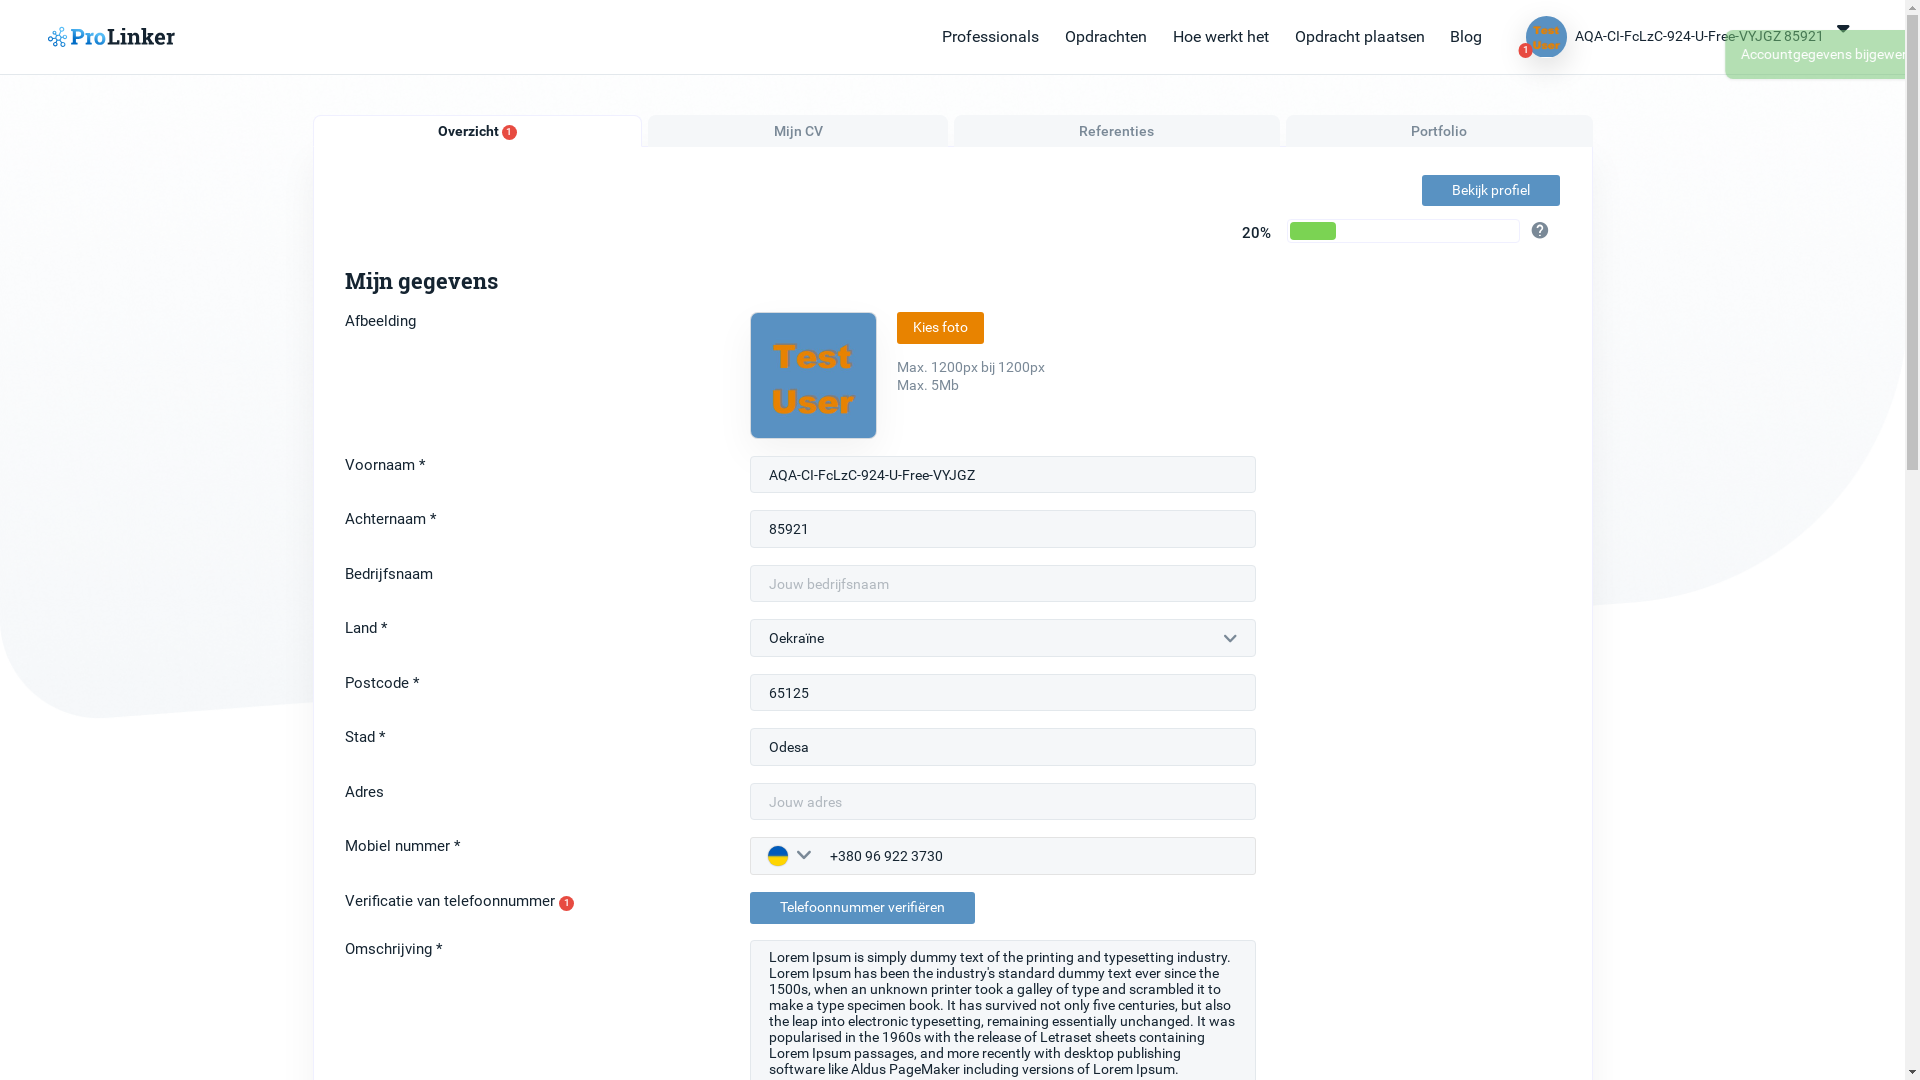 ProLinker
Professionals
Opdrachten
Hoe werkt het
Opdracht plaatsen
Blog
Test
User
1
AQA-CI-FcLzC-924-U-Free-VYJGZ 85921
Accountgegevens
Overzicht 1
Mijn CV
Referenties
Portfolio
Bekijk profiel
20%
?
Mijn gegevens
Afbeelding
Test
User
Kies foto
Max. 1200px bij 1200px
Max. 5Mb
Voornaam *
AQA-CI-FcLzC-924-U-Free-VYJGZ
Achternaam *
85921
Bedrijfsnaam
Jouw bedrijfsnaam
Land *
Oekraïne
Postcode *
65125
Stad *
Odesa
Adres
Jouw adres
Mobiel nummer *
+380 96 922 3730
Verificatie van telefoonnummer 1
Telefoonnummer verifiëren
Omschrijving *
Lorem Ipsum is simply dummy text of the printing and typesetting industry.
Lorem Ipsum has been the industry's standard dummy text ever since the
1500s, when an unknown printer took a galley of type and scrambled it to
make a type specimen book. It has survived not only five centuries, but also
the leap into electronic typesetting, remaining essentially unchanged. It was
popularised in the 1960s with the release of Letraset sheets containing
Lorem Ipsum passages, and more recently with desktop publishing
software like Aldus PageMaker including versions of Lorem Ipsum.